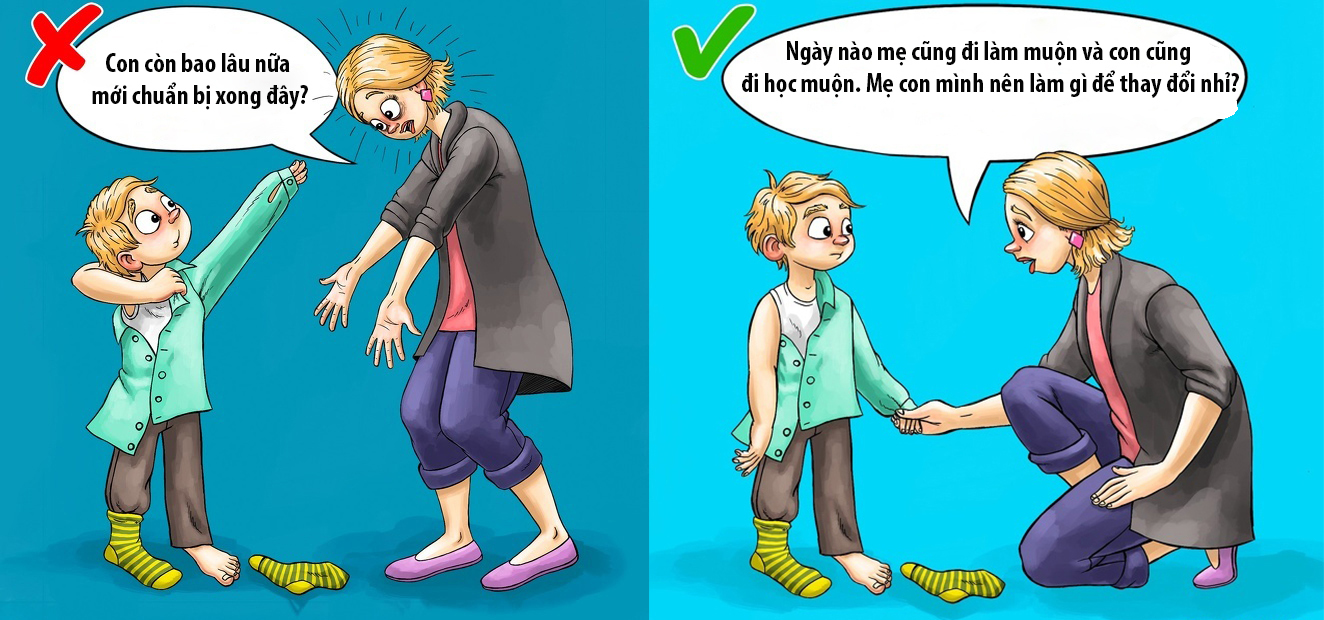 Con còn bao lâu nữa
mới chuẩn bị xong đây?
Ngày nào mẹ cũng đi làm muộn và con cũng
đi học muộn. Mẹ con mình nên làm gì để thay đổi nhỉ?